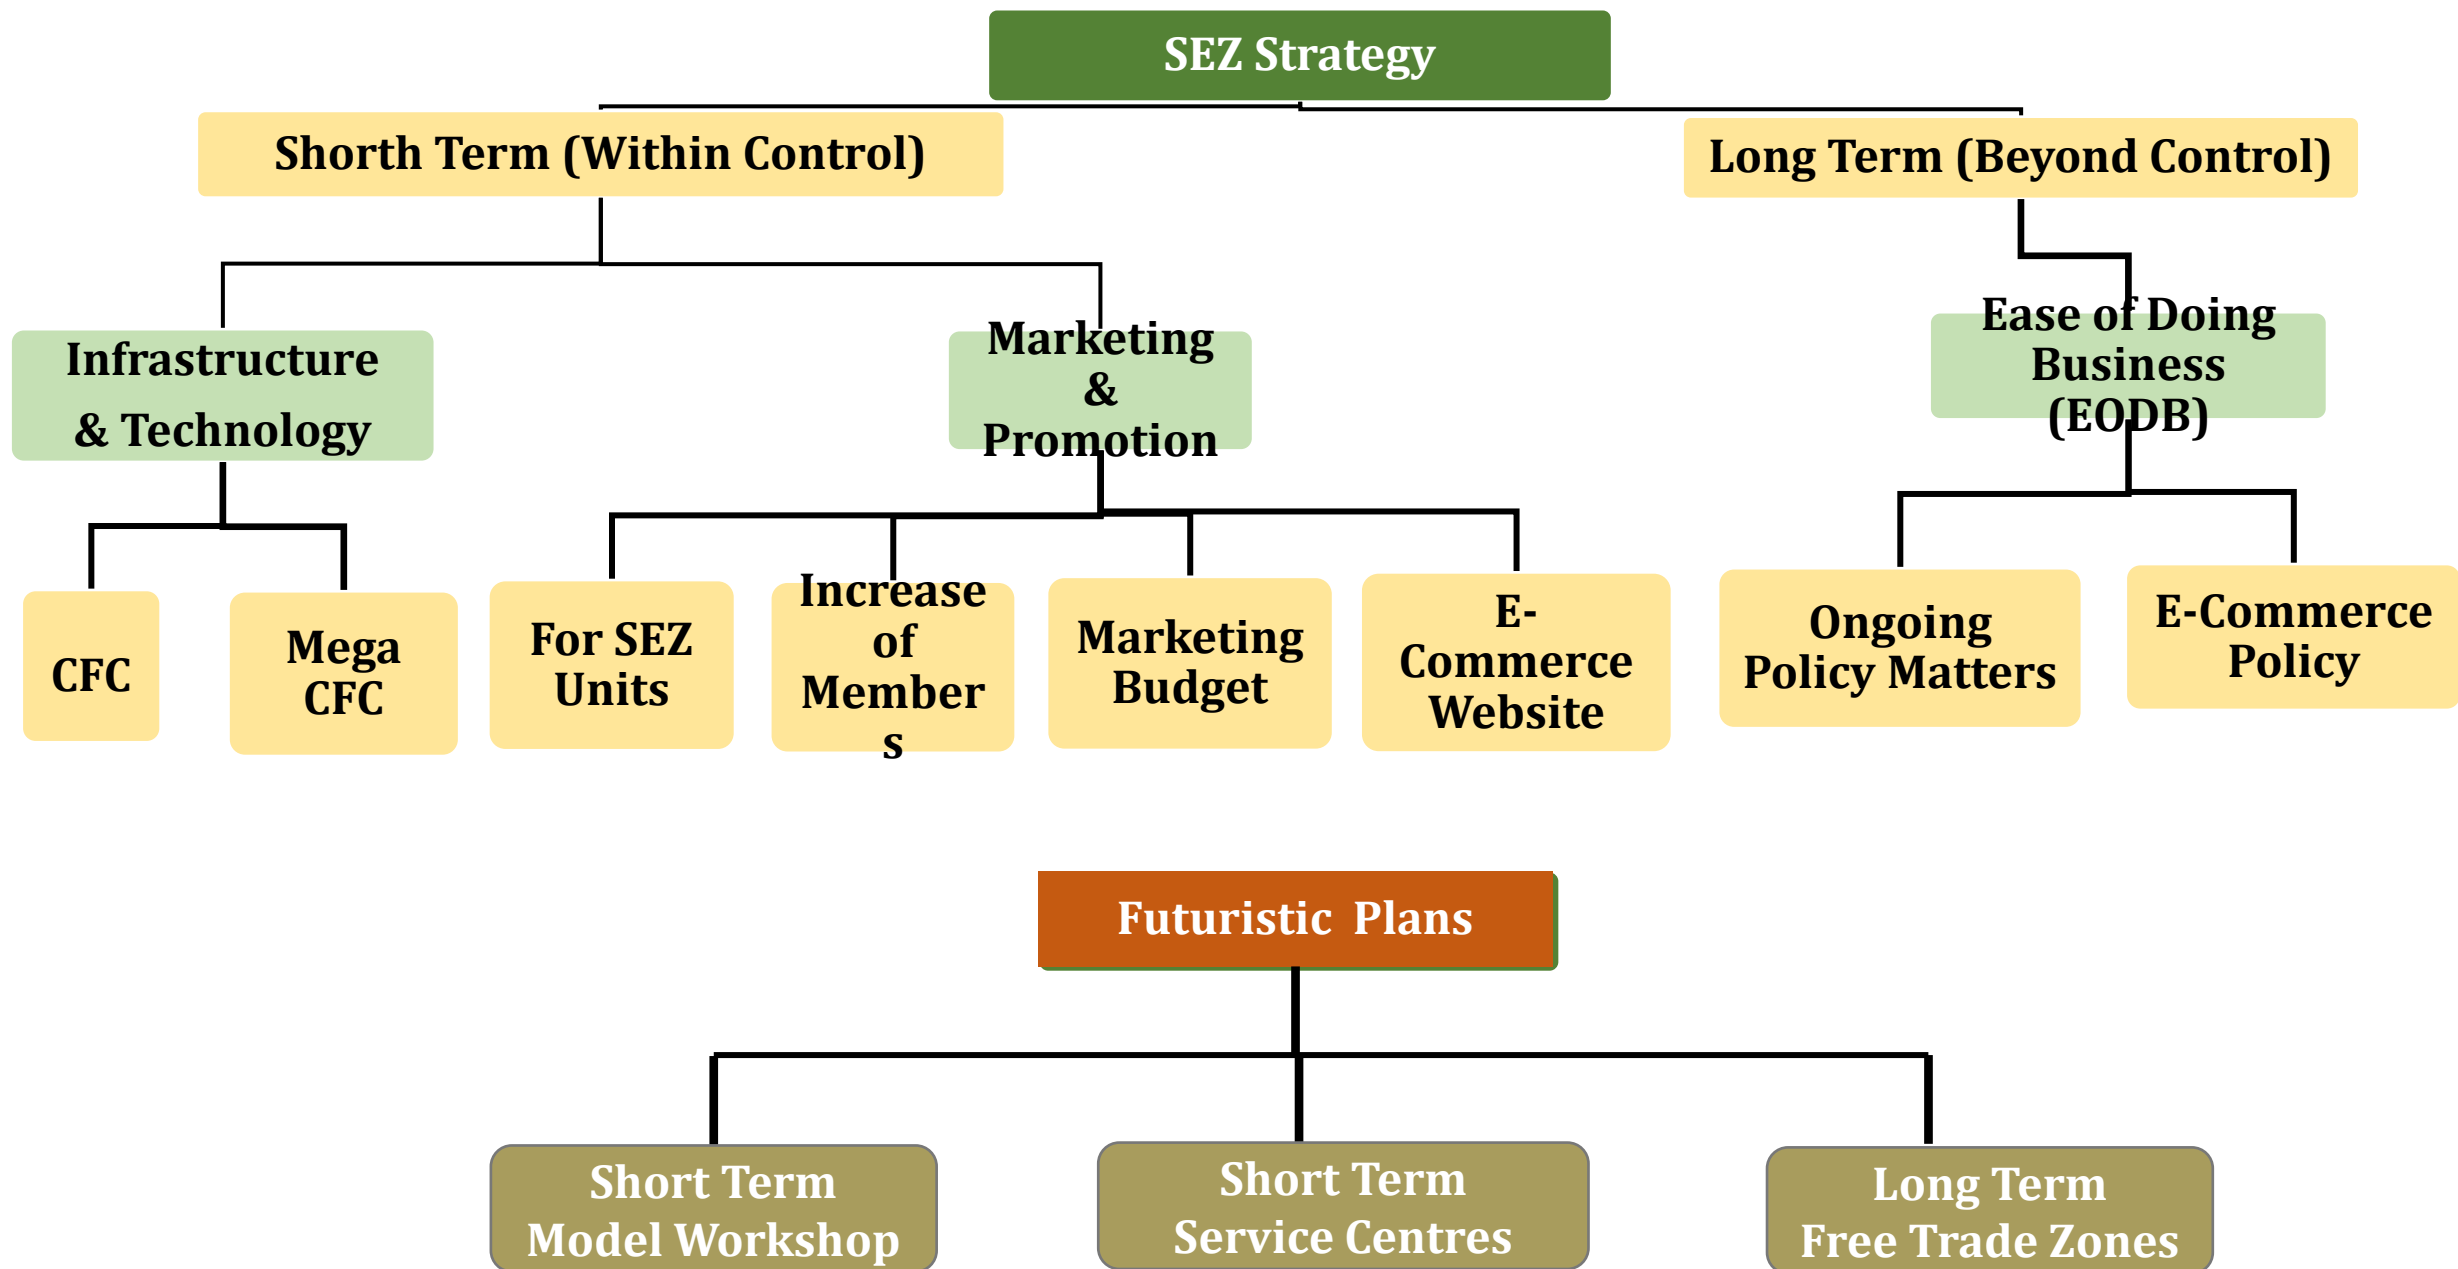 SEZ Strategy
Shorth Term (Within Control)
Long Term (Beyond Control)
Infrastructure
& Technology
Marketing
&
Promotion
Ease of Doing
Business
(EODB)
CFC
Mega
CFC
For SEZ
Units
Increase
of
Member
s
Marketing
Budget
E-
Commerce
Website
Ongoing
Policy Matters
E-Commerce
Policy
Futuristic  Plans
Short Term
Model Workshop
Short Term
Service Centres
Long Term
Free Trade Zones